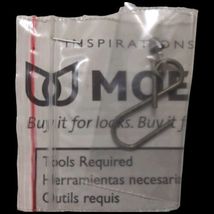 INSPIRATIONS
MOE
Buy it for looks. Buy it f
Tools Required
Herramientas necesari
Outils requis